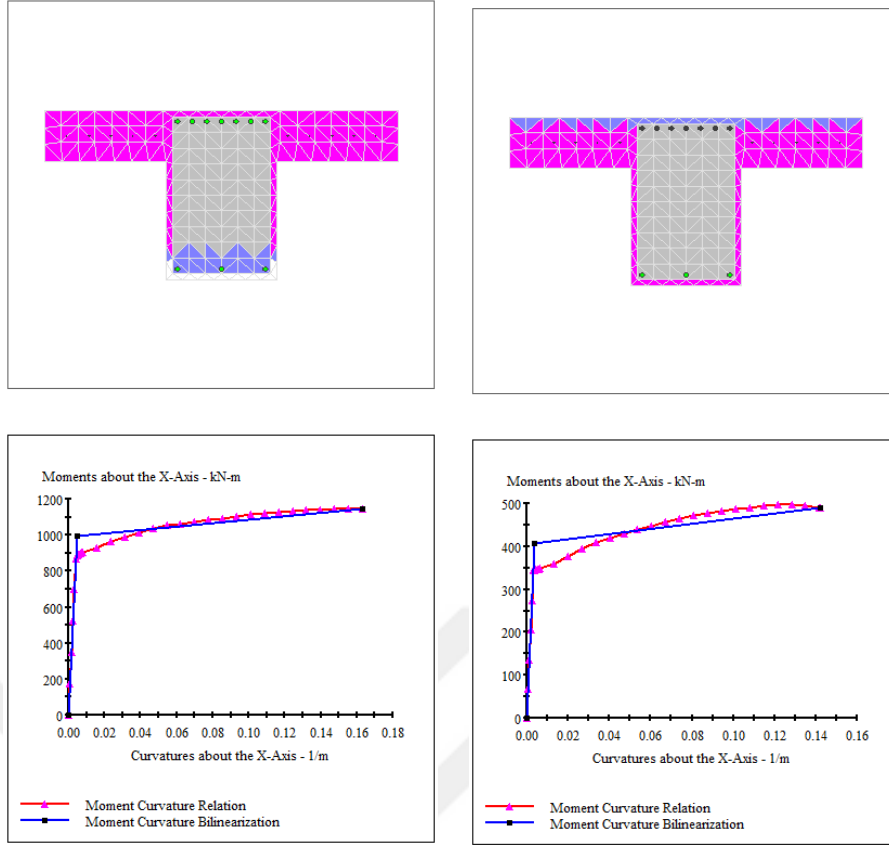 Moments about the X-Axis - kN-m
1200
1000
800
600
400
200
0
0.00 0.02 0.04 0.06 0.08 0.10 0.12 0.14 0.16 0.18
Curvatures about the X-Axis - 1/m
Moment Curvature Relation
Moment Curvature Bilinearization
Moments about the X-Axis - kN-m
500
400
300
200
100
0
0.00 0.02 0.04 0.06 0.08 0.10 0.12 0.14 0.16
Curvatures about the X-Axis - 1/m
Moment Curvature Relation
Moment Curvature Bilinearization